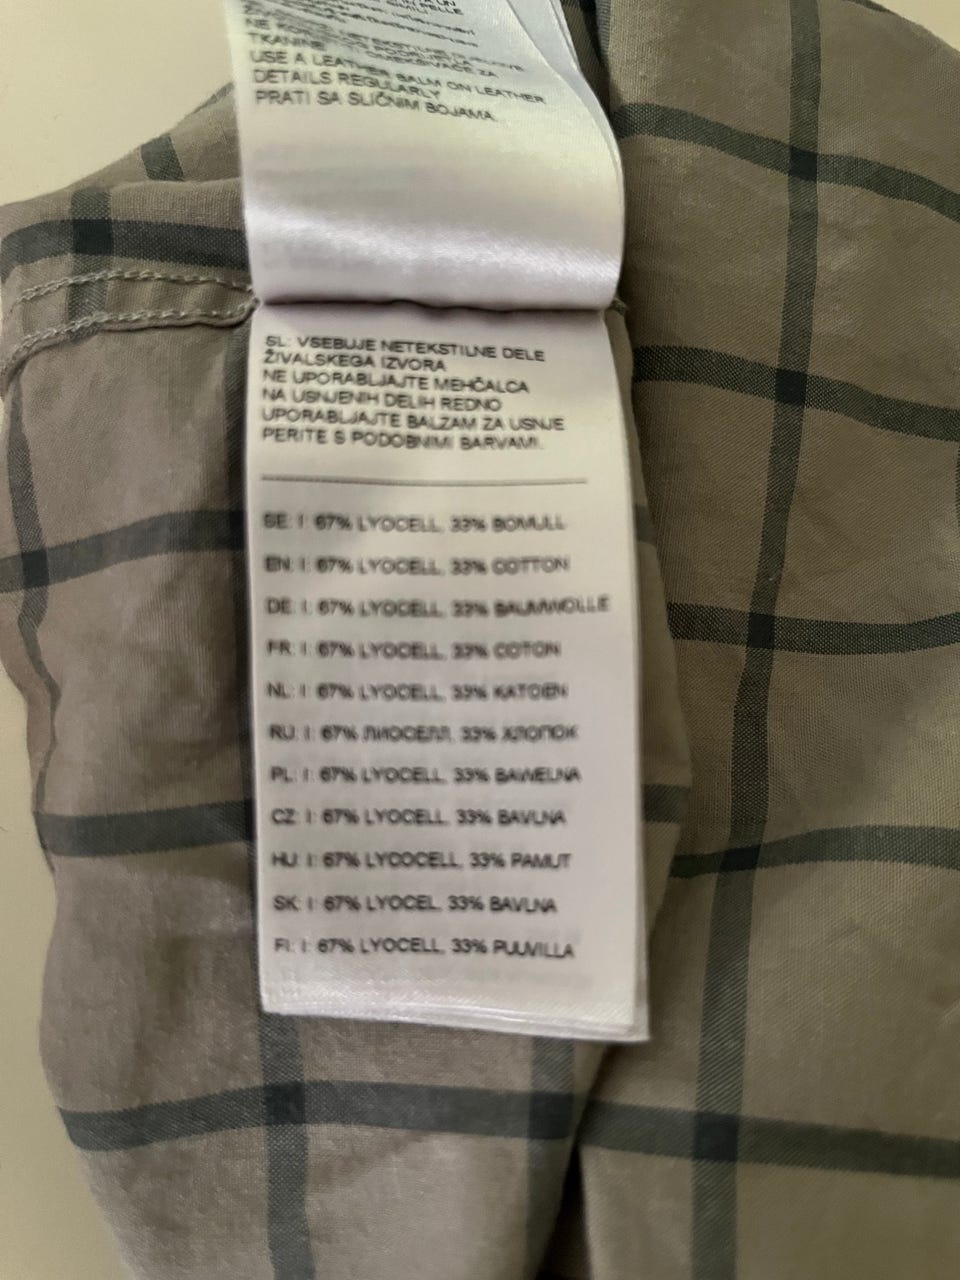 TKANINE
USE A LEATHER BALM ON LEATHER
DETAILS REGULARLY
PRATI SA SLIČNIM BOJAMA.
SL: VSEBUJE NETEKSTILNE DELE
ŽIVALSKEGA IZVORA
NE UPORABLJAJTE MEHČALCA
NA USNJENIH DELIH REDNO
UPORABLJAJTE BALZAM ZA USNJE
PERITE S PODOBNIMI BARVAMI.
SE: I: 67% LYOCELL, 33% BOMULL
EN: I: 67% LYOCELL, 33% COTTON
DE: I: 67% LYOCELL, 33% BAUMWOLLE
FR: I: 67% LYOCELL, 33% COTON
NL: I: 67% LYOCELL, 33% KATOEN
RU: I: 67% ЛИОСЕЛЛ, 33% ХЛОПОК
PL: I: 67% LYOCELL, 33% BAWEŁNA
CZ: I: 67% LYOCELL, 33% BAVLNA
HU: I: 67% LYOCOCELL, 33% PAMUT
SK: I: 67% LYOCEL, 33% BAVLNA
FI: I: 67% LYOCELL, 33% PUUVILLA